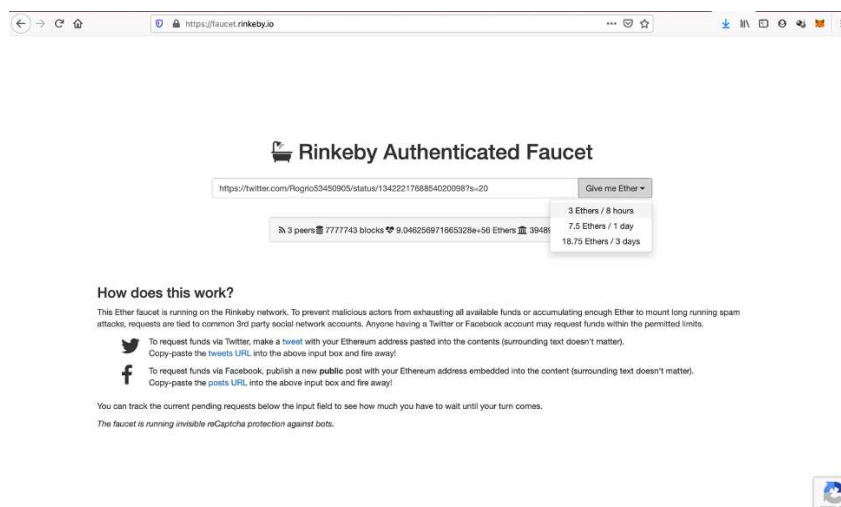 https://faucet.rinkeby.io
Rinkeby Authenticated Faucet
https://twitter.com/Rogrio53450905/status/1342221768854020098?s=20
Give me Ether
3 Ethers / 8 hours
7.5 Ethers / 1 day
18.75 Ethers / 3 days
3 peers 7777743 blocks 9.046256971665328e+56 Ethers 39489
How does this work?
This Ether faucet is running on the Rinkeby network. To prevent malicious actors from exhausting all available funds or accumulating enough Ether to mount long running spam
attacks, requests are tied to common 3rd party social network accounts. Anyone having a Twitter or Facebook account may request funds within the permitted limits.
To request funds via Twitter, make a tweet with your Ethereum address pasted into the contents (surrounding text doesn't matter).
Copy-paste the tweets URL into the above input box and fire away!
To request funds via Facebook, publish a new public post with your Ethereum address embedded into the content (surrounding text doesn't matter).
Copy-paste the posts URL into the above input box and fire away!
You can track the current pending requests below the input field to see how much you have to wait until your turn comes.
The faucet is running invisible reCaptcha protection against bots.